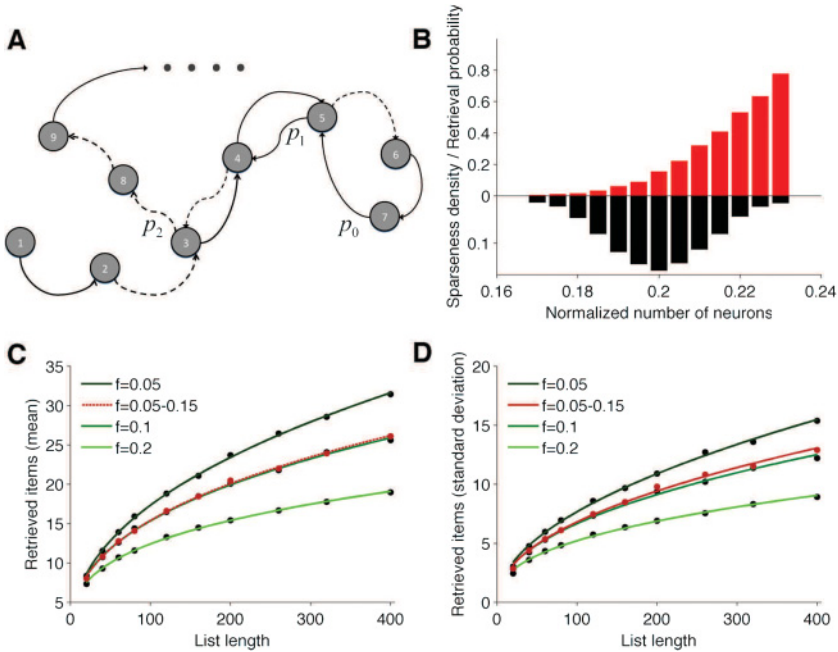 A
1
2
3
4
5
6
7
8
9
p0
p1
p2
B
Sparseness density / Retrieval probability
0.8
0.6
0.4
0.2
0
0.1
0.16
0.18
0.2
0.22
0.24
Normalized number of neurons
C
Retrieved items (mean)
35
30
25
20
15
10
5
f=0.05
f=0.05-0.15
f=0.1
f=0.2
0
100
200
300
400
List length
D
Retrieved items (standard deviation)
20
15
10
5
0
f=0.05
f=0.05-0.15
f=0.1
f=0.2
0
100
200
300
400
List length